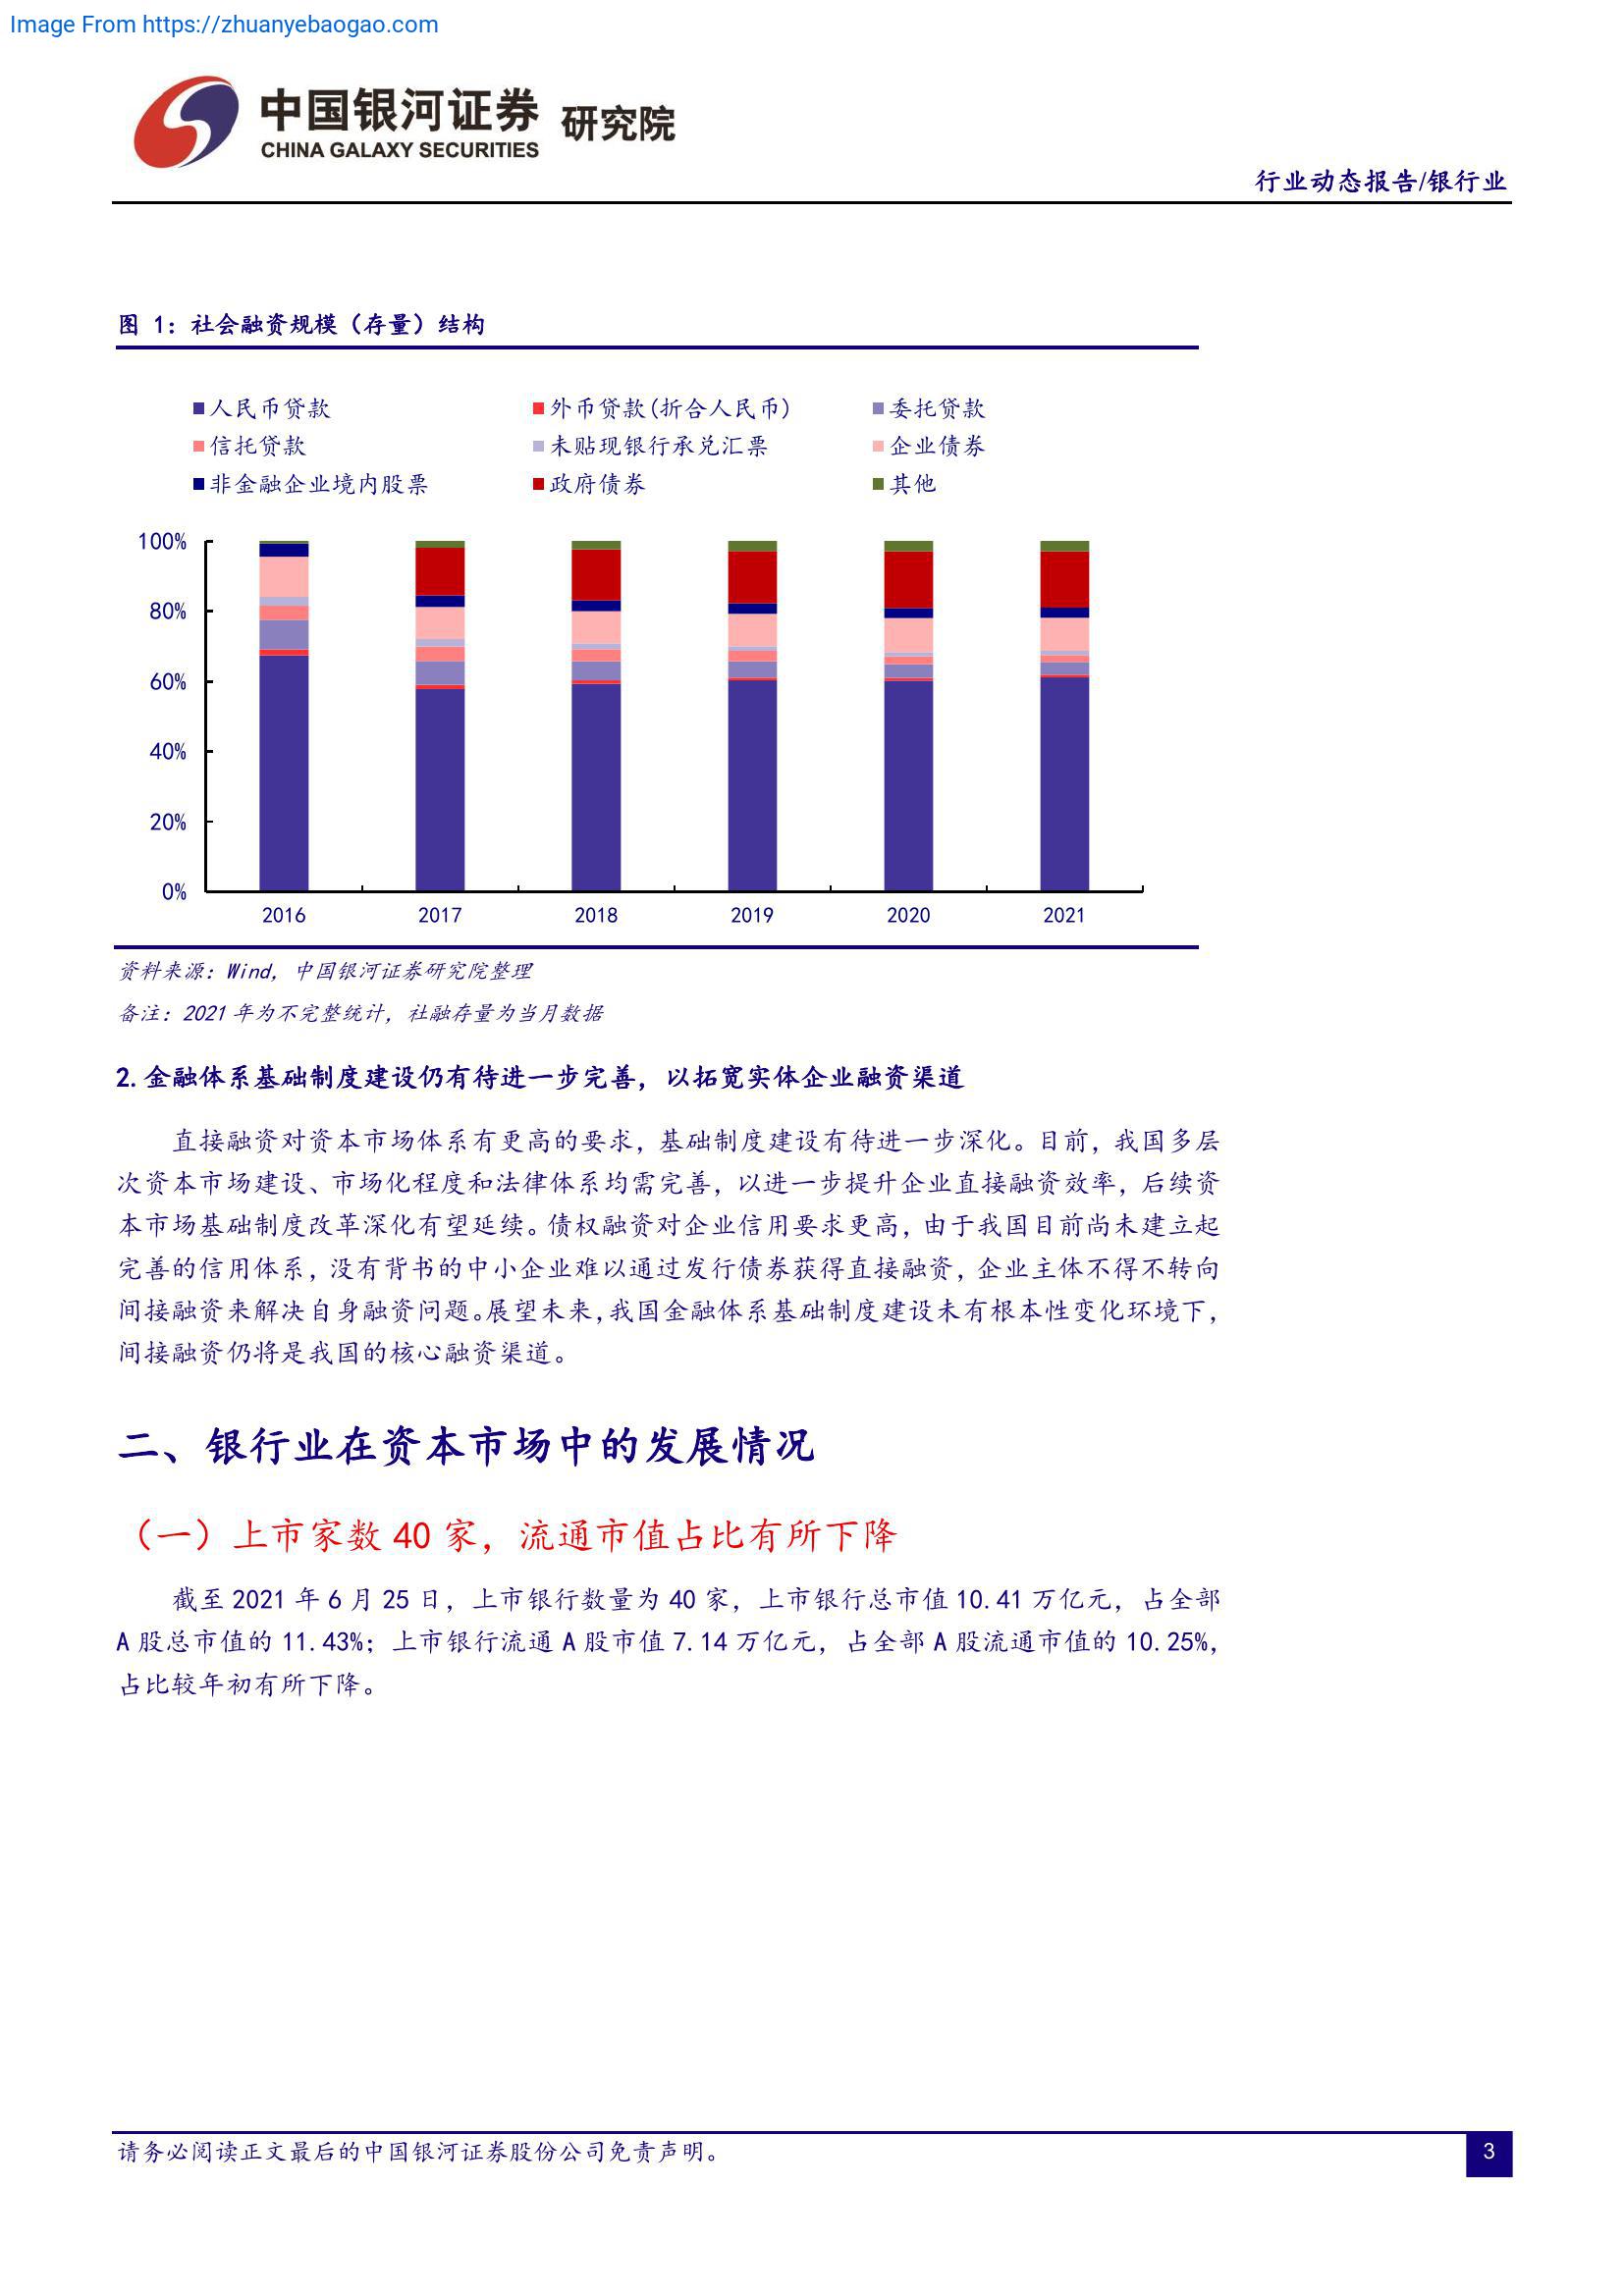 Image From https://zhuanyebaogao.com
中国银河证券 研究院
CHINA GALAXY SECURITIES
行业动态报告/银行业
图 1：社会融资规模（存量）结构
人民币贷款 外币贷款(折合人民币) 委托贷款
信托贷款 未贴现银行承兑汇票 企业债券
非金融企业境内股票 政府债券 其他
100%
80%
60%
40%
20%
0%
2016 2017 2018 2019 2020 2021
资料来源：Wind，中国银河证券研究院整理
备注：2021 年为不完整统计，社融存量为当月数据
2.金融体系基础制度建设仍有待进一步完善，以拓宽实体企业融资渠道
直接融资对资本市场体系有更高的要求，基础制度建设有待进一步深化。目前，我国多层
次资本市场建设、市场化程度和法律体系均需完善，以进一步提升企业直接融资效率，后续资
本市场基础制度改革深化有望延续。债权融资对企业信用要求更高，由于我国目前尚未建立起
完善的信用体系，没有背书的中小企业难以通过发行债券获得直接融资，企业主体不得不转向
间接融资来解决自身融资问题。展望未来，我国金融体系基础制度建设未有根本性变化环境下，
间接融资仍将是我国的核心融资渠道。
二、银行业在资本市场中的发展情况
（一）上市家数 40 家，流通市值占比有所下降
截至 2021 年 6 月 25 日，上市银行数量为 40 家，上市银行总市值 10.41 万亿元，占全部
A 股总市值的 11.43%；上市银行流通 A 股市值 7.14 万亿元，占全部 A 股流通市值的 10.25%，
占比较年初有所下降。
请务必阅读正文最后的中国银河证券股份公司免责声明。
3